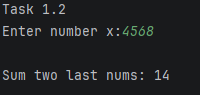 Task 1.2
Enter number x:4568
Sum two last nums: 14